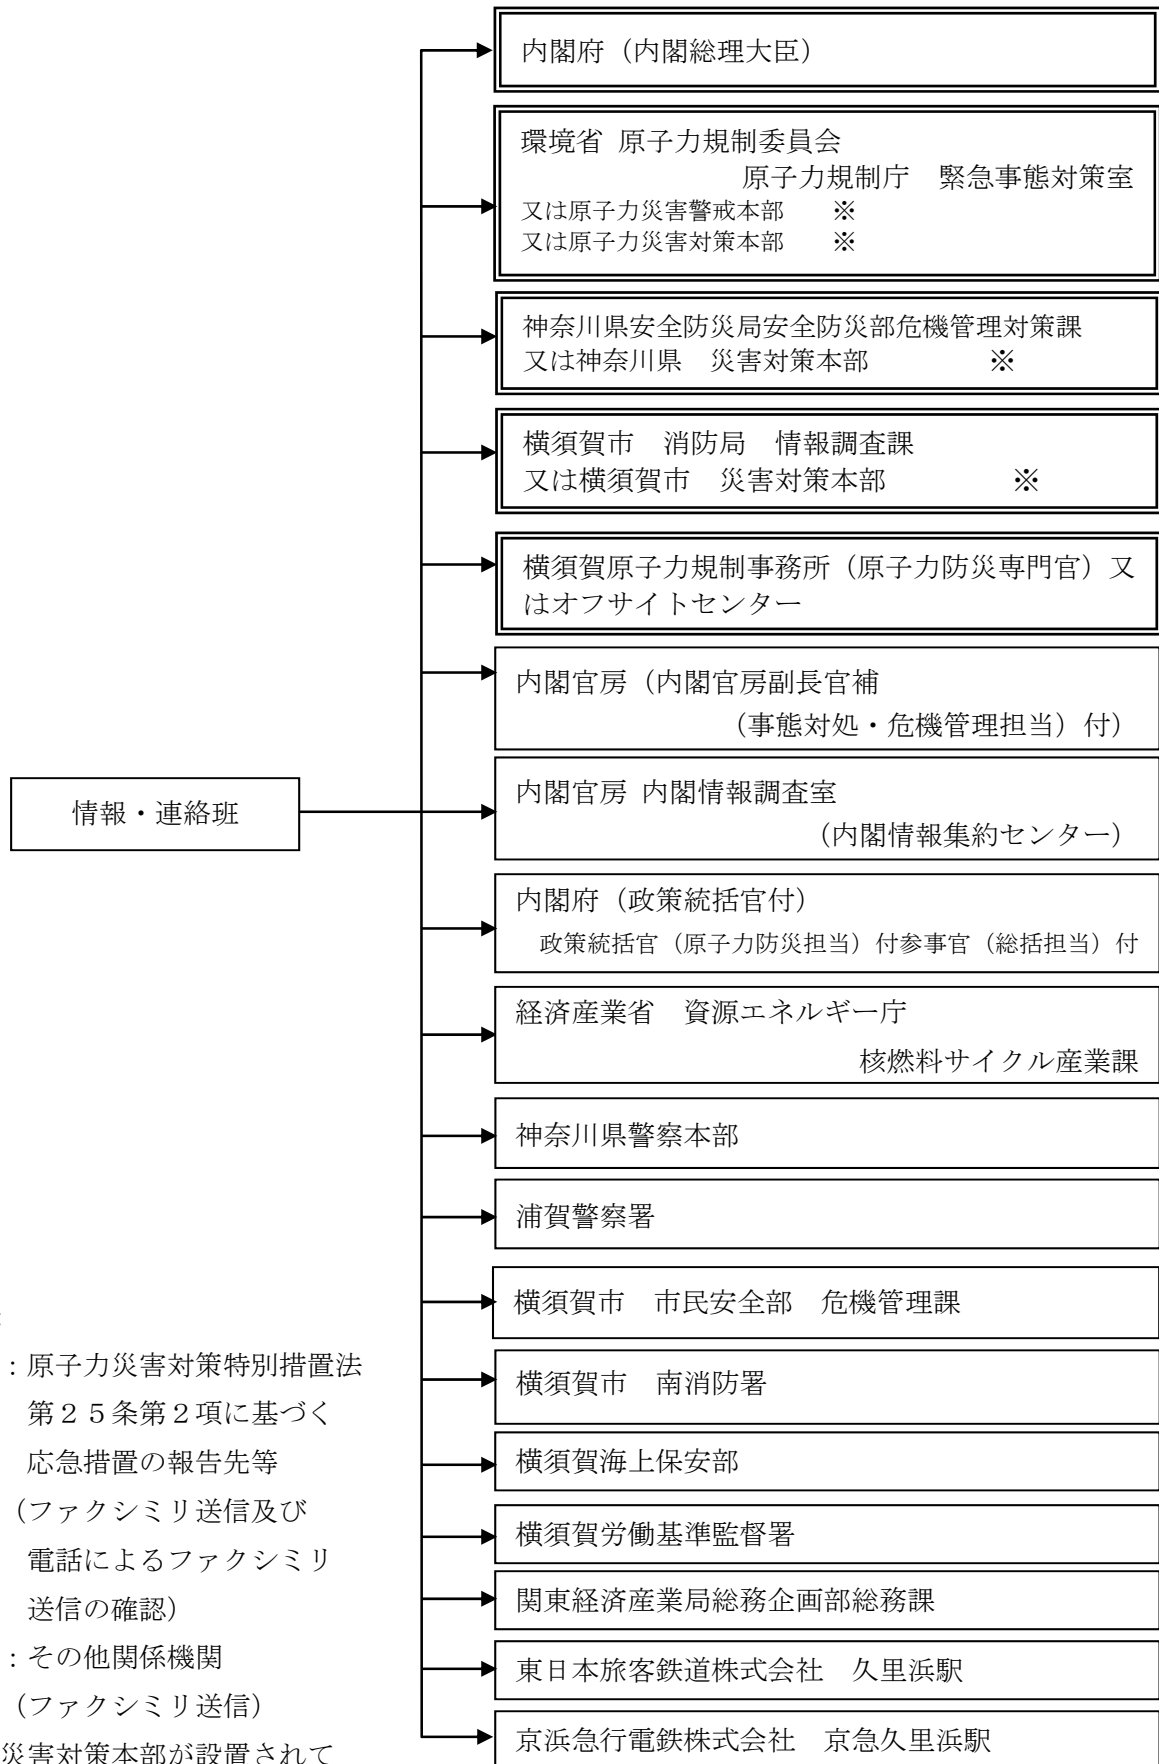 内閣府（内閣総理大臣）
環境省 原子力規制委員会
原子力規制庁　緊急事態対策室
又は原子力災害警戒本部　　※
又は原子力災害対策本部　　※
神奈川県安全防災局安全防災部危機管理対策課
又は神奈川県　災害対策本部　　　　※
横須賀市　消防局　情報調査課
又は横須賀市　災害対策本部　　　　※
横須賀原子力規制事務所（原子力防災専門官）又
はオフサイトセンター
内閣官房（内閣官房副長官補
（事態対処・危機管理担当）付）
情報・連絡班
内閣官房 内閣情報調査室
（内閣情報集約センター）
内閣府（政策統括官付）
政策統括官（原子力防災担当）付参事官（総括担当）付
経済産業省　資源エネルギー庁
核燃料サイクル産業課
神奈川県警察本部
浦賀警察署
横須賀市　市民安全部　危機管理課
横須賀市　南消防署
横須賀海上保安部
横須賀労働基準監督署
関東経済産業局総務企画部総務課
東日本旅客鉄道株式会社　久里浜駅
京浜急行電鉄株式会社　京急久里浜駅
：原子力災害対策特別措置法
第２５条第２項に基づく
応急措置の報告先等
（ファクシミリ送信及び
電話によるファクシミリ
送信の確認）
：その他関係機関
（ファクシミリ送信）
災害対策本部が設置されて